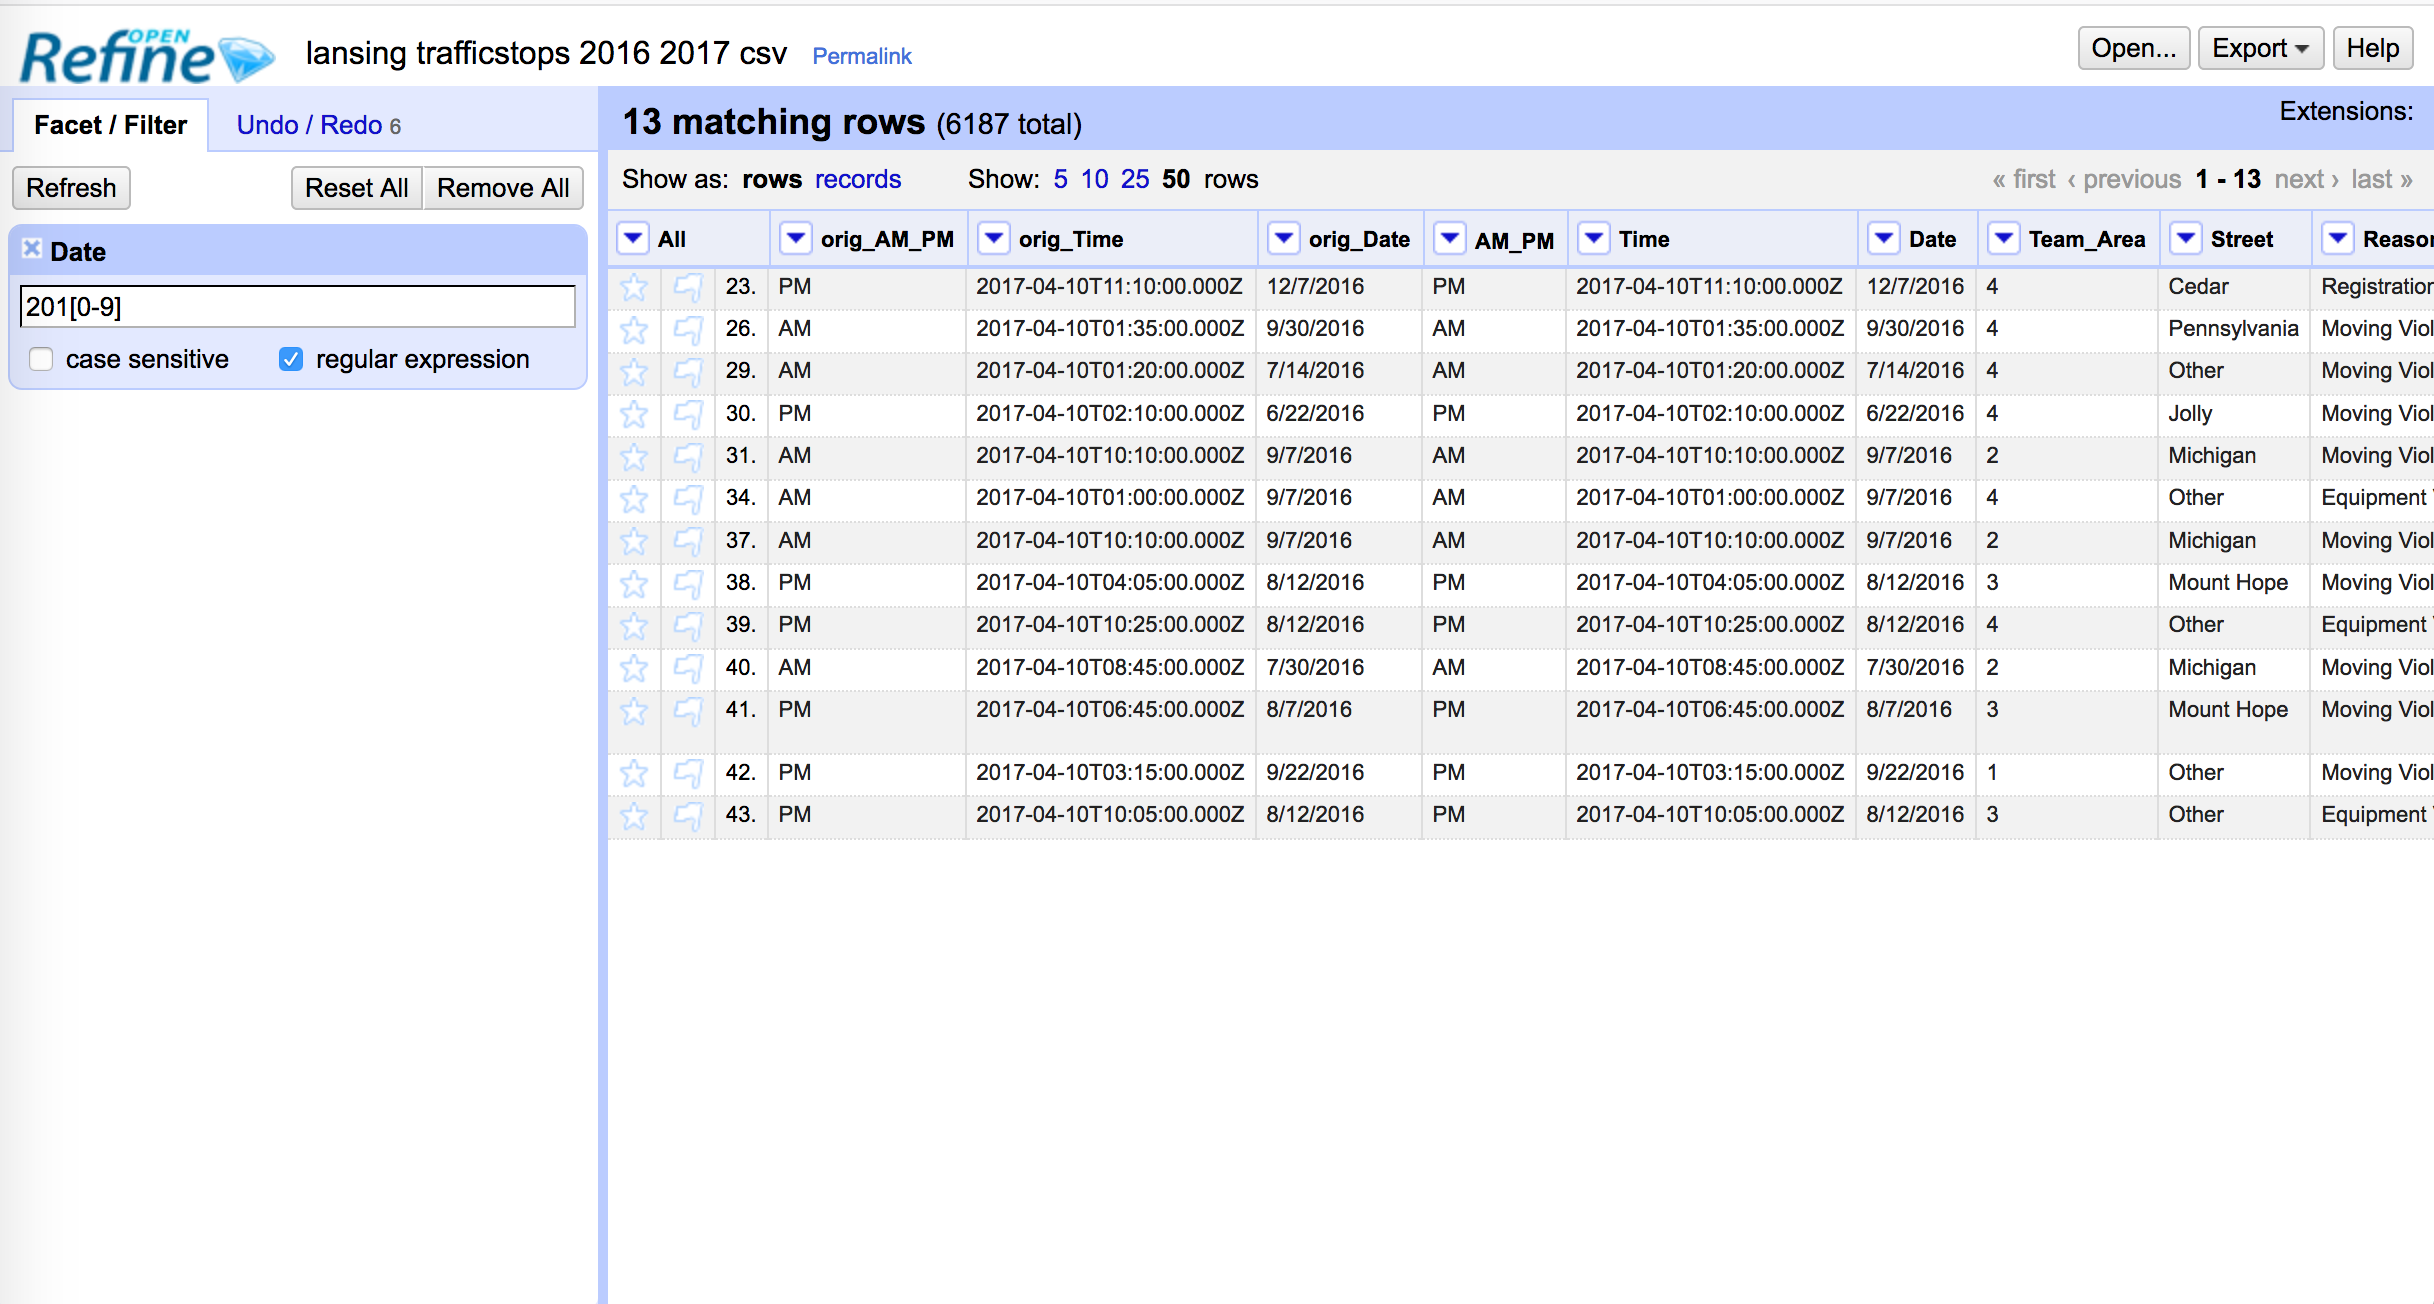 OPEN Refine lansing trafficstops 2016 2017 csv Permalink Open... Export Help
Facet / Filter Undo / Redo 6
Refresh Reset All Remove All
Date
201[0-9]
case sensitive regular expression
13 matching rows (6187 total) Extensions:
Show as: rows records Show: 5 10 25 50 rows « first ‹ previous 1 - 13 next › last »
All orig_AM_PM orig_Time orig_Date AM_PM Time Date Team_Area Street Reason
23. PM 2017-04-10T11:10:00.000Z 12/7/2016 PM 2017-04-10T11:10:00.000Z 12/7/2016 4 Cedar Registration
26. AM 2017-04-10T01:35:00.000Z 9/30/2016 AM 2017-04-10T01:35:00.000Z 9/30/2016 4 Pennsylvania Moving Viol
29. AM 2017-04-10T01:20:00.000Z 7/14/2016 AM 2017-04-10T01:20:00.000Z 7/14/2016 4 Other Moving Viol
30. PM 2017-04-10T02:10:00.000Z 6/22/2016 PM 2017-04-10T02:10:00.000Z 6/22/2016 4 Jolly Moving Viol
31. AM 2017-04-10T10:10:00.000Z 9/7/2016 AM 2017-04-10T10:10:00.000Z 9/7/2016 2 Michigan Moving Viol
34. AM 2017-04-10T01:00:00.000Z 9/7/2016 AM 2017-04-10T01:00:00.000Z 9/7/2016 4 Other Equipment
37. AM 2017-04-10T10:10:00.000Z 9/7/2016 AM 2017-04-10T10:10:00.000Z 9/7/2016 2 Michigan Moving Viol
38. PM 2017-04-10T04:05:00.000Z 8/12/2016 PM 2017-04-10T04:05:00.000Z 8/12/2016 3 Mount Hope Moving Viol
39. PM 2017-04-10T10:25:00.000Z 8/12/2016 PM 2017-04-10T10:25:00.000Z 8/12/2016 4 Other Equipment
40. AM 2017-04-10T08:45:00.000Z 7/30/2016 AM 2017-04-10T08:45:00.000Z 7/30/2016 2 Michigan Moving Viol
41. PM 2017-04-10T06:45:00.000Z 8/7/2016 PM 2017-04-10T06:45:00.000Z 8/7/2016 3 Mount Hope Moving Viol
42. PM 2017-04-10T03:15:00.000Z 9/22/2016 PM 2017-04-10T03:15:00.000Z 9/22/2016 1 Other Moving Viol
43. PM 2017-04-10T10:05:00.000Z 8/12/2016 PM 2017-04-10T10:05:00.000Z 8/12/2016 3 Other Equipment